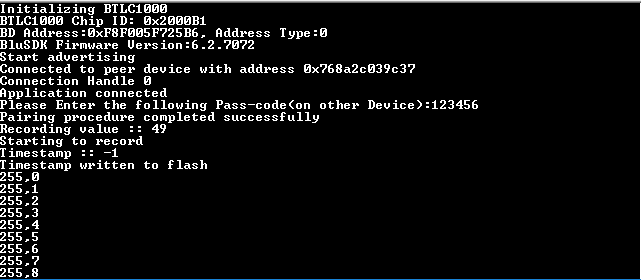 Initializing BTLC1000
BTLC1000 Chip ID: 0x2000B1
BD Address:0xF8F005F725B6, Address Type:0
BluSDK Firmware Version:6.2.7072
Start advertising
Connected to peer device with address 0x768a2c039c37
Connection Handle 0
Application connected
Please Enter the following Pass-code(on other Device):123456
Pairing procedure completed successfully
Recording value :: 49
Starting to record
Timestamp :: -1
Timestamp written to flash
255,0
255,1
255,2
255,3
255,4
255,5
255,6
255,7
255,8